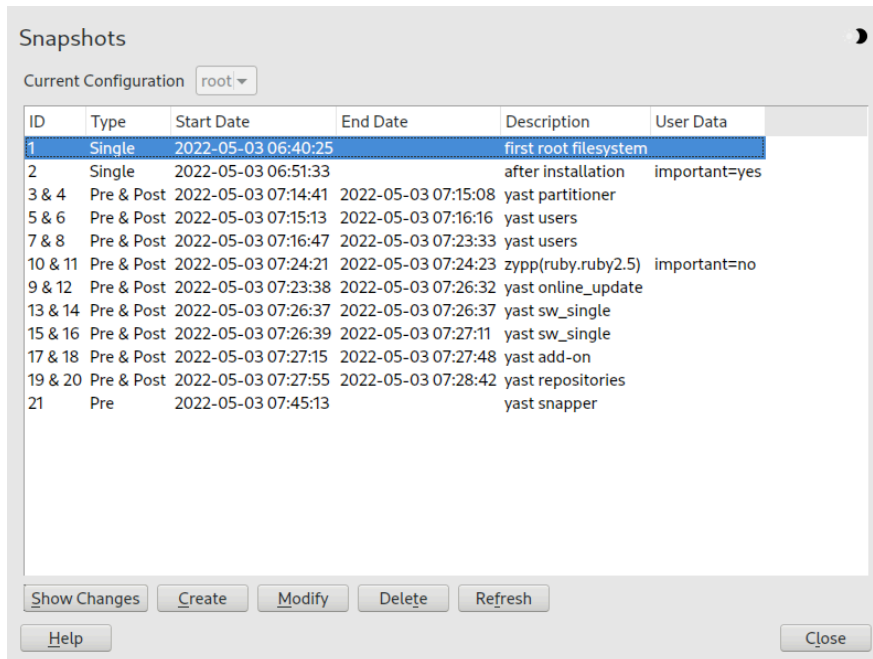 Snapshots
Current Configuration root
ID Type Start Date End Date Description User Data
1 Single 2022-05-03 06:40:25 first root filesystem
2 Single 2022-05-03 06:51:33 after installation important=yes
3 & 4 Pre & Post 2022-05-03 07:14:41 2022-05-03 07:15:08 yast partitioner
5 & 6 Pre & Post 2022-05-03 07:15:13 2022-05-03 07:16:16 yast users
7 & 8 Pre & Post 2022-05-03 07:16:47 2022-05-03 07:23:33 yast users
10 & 11 Pre & Post 2022-05-03 07:24:21 2022-05-03 07:24:23 zypp(ruby.ruby2.5) important=no
9 & 12 Pre & Post 2022-05-03 07:23:38 2022-05-03 07:26:32 yast online_update
13 & 14 Pre & Post 2022-05-03 07:26:37 2022-05-03 07:26:37 yast sw_single
15 & 16 Pre & Post 2022-05-03 07:26:39 2022-05-03 07:27:11 yast sw_single
17 & 18 Pre & Post 2022-05-03 07:27:15 2022-05-03 07:27:48 yast add-on
19 & 20 Pre & Post 2022-05-03 07:27:55 2022-05-03 07:28:42 yast repositories
21 Pre 2022-05-03 07:45:13 yast snapper
Show Changes Create Modify Delete Refresh
Help Close